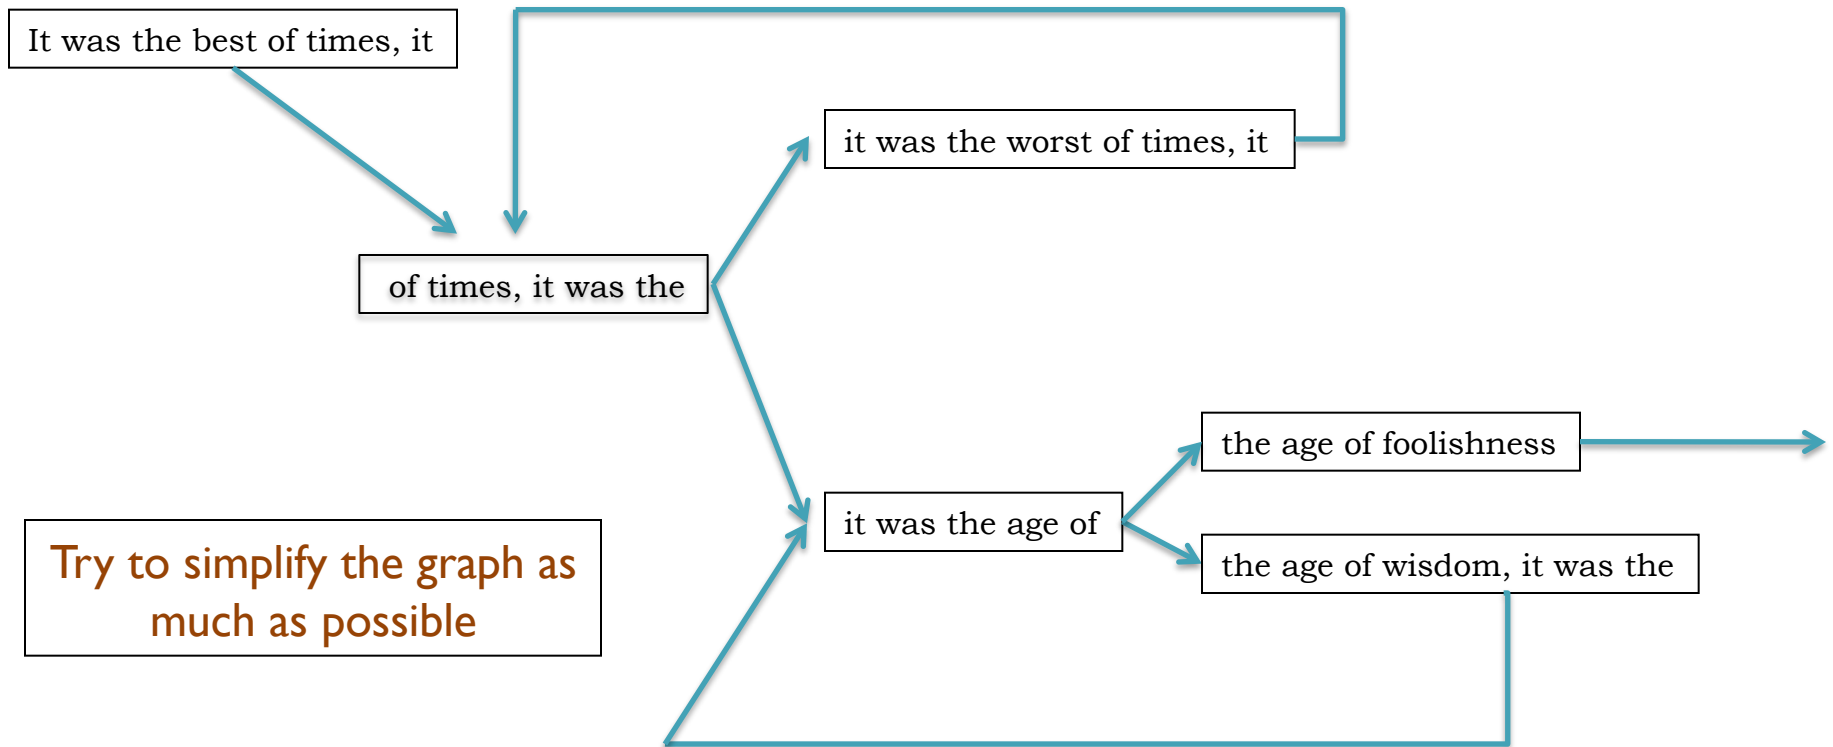 It was the best of times, it
it was the worst of times, it
of times, it was the
the age of foolishness
it was the age of
the age of wisdom, it was the
Try to simplify the graph as
much as possible